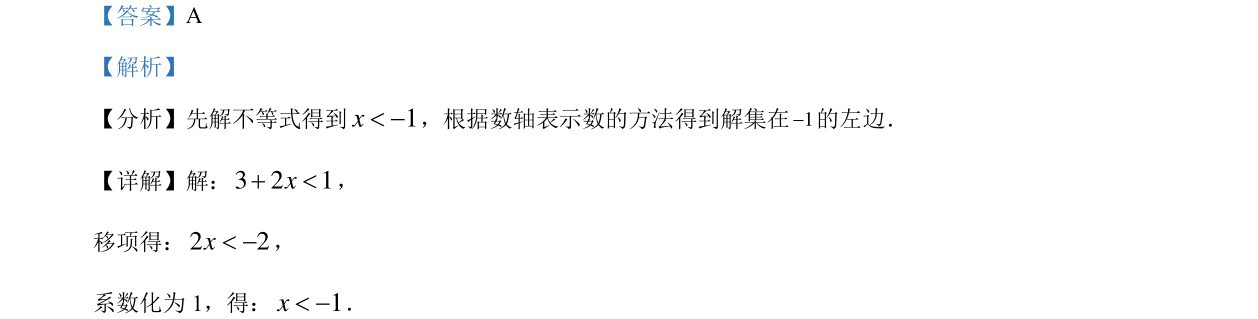 【答案】A
【解析】
【分析】先解不等式得到 x < −1，根据数轴表示数的方法得到解集在 −1 的左边．
【详解】解：3 + 2x < 1，
移项得：2x < −2，
系数化为 1，得：x < −1．